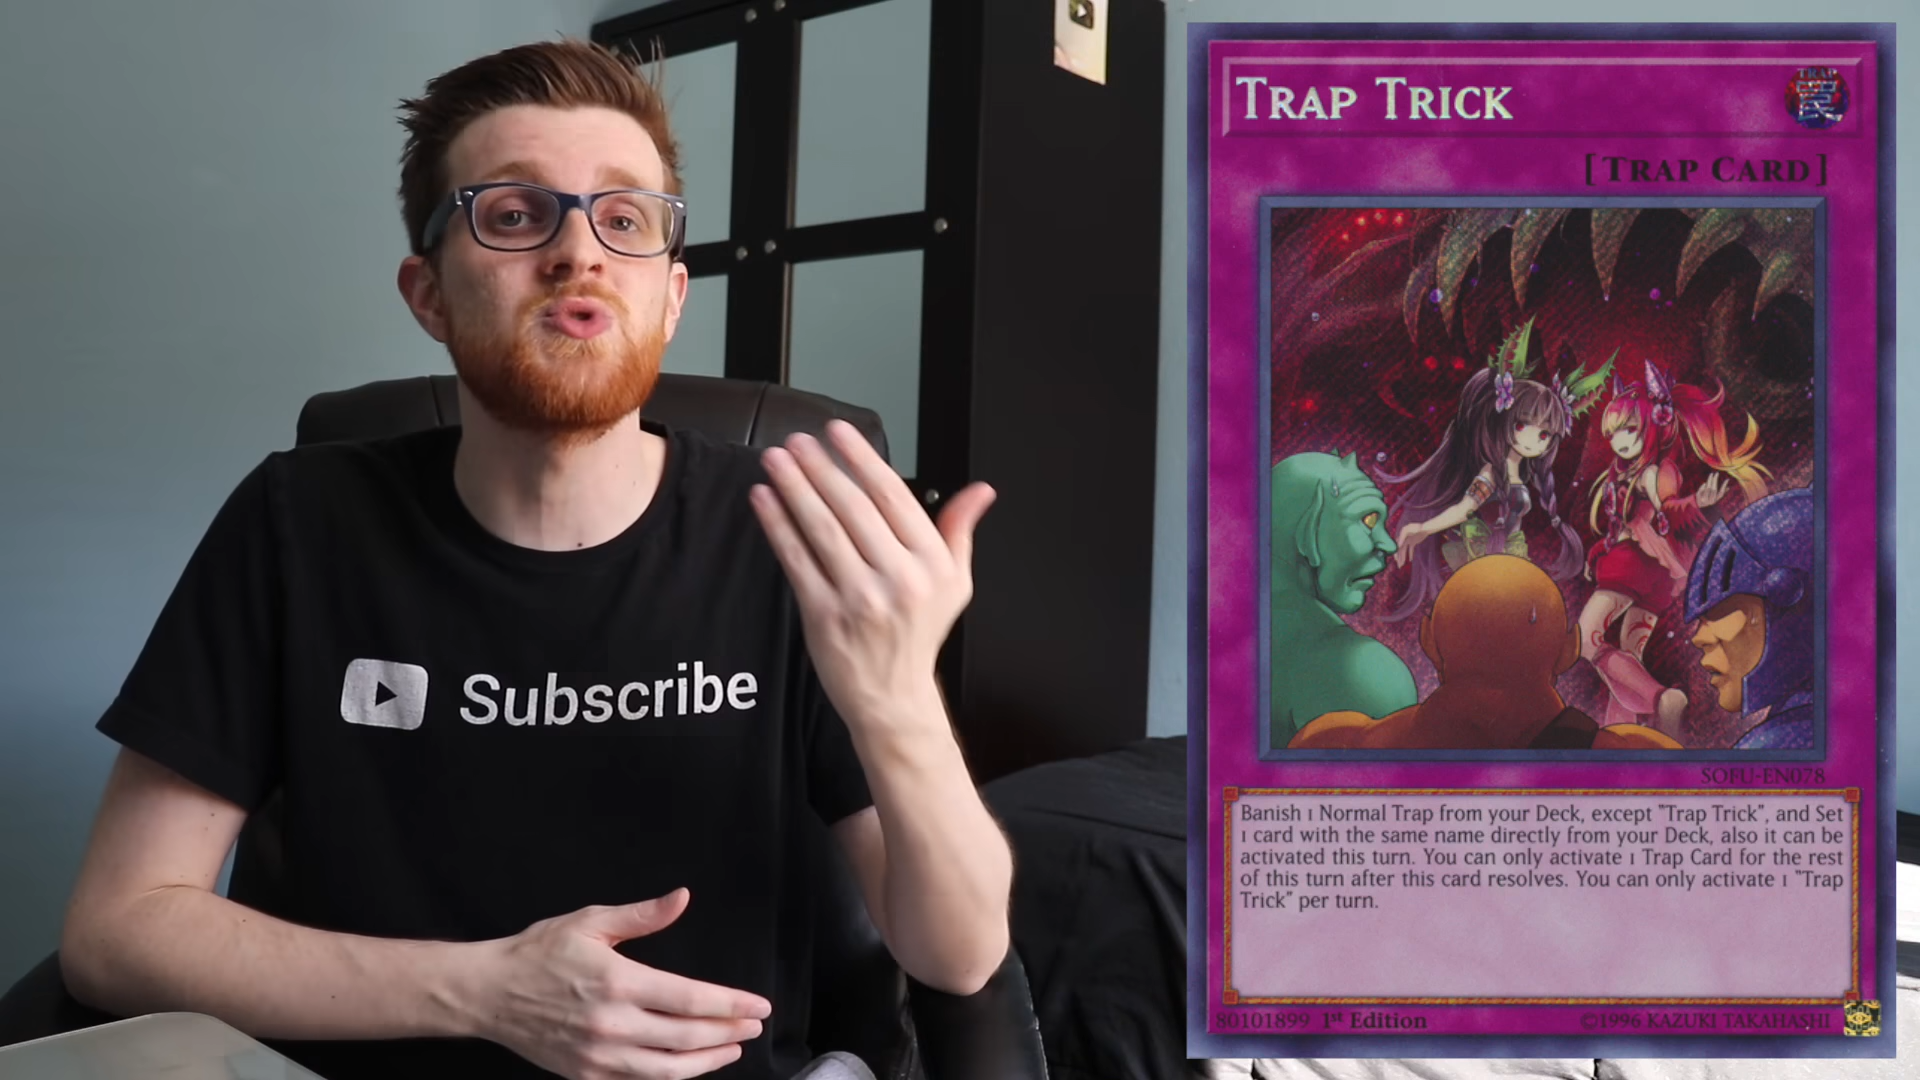 TRAP TRICK
TRAP
罠
[TRAP CARD]
Subscribe
SOFU-EN078
Banish 1 Normal Trap from your Deck, except "Trap Trick", and Set
1 card with the same name directly from your Deck, also it can be
activated this turn. You can only activate 1 Trap Card for the rest
of this turn after this card resolves. You can only activate 1 "Trap
Trick" per turn.
80101899 1st Edition ©1996 KAZUKI TAKAHASHI